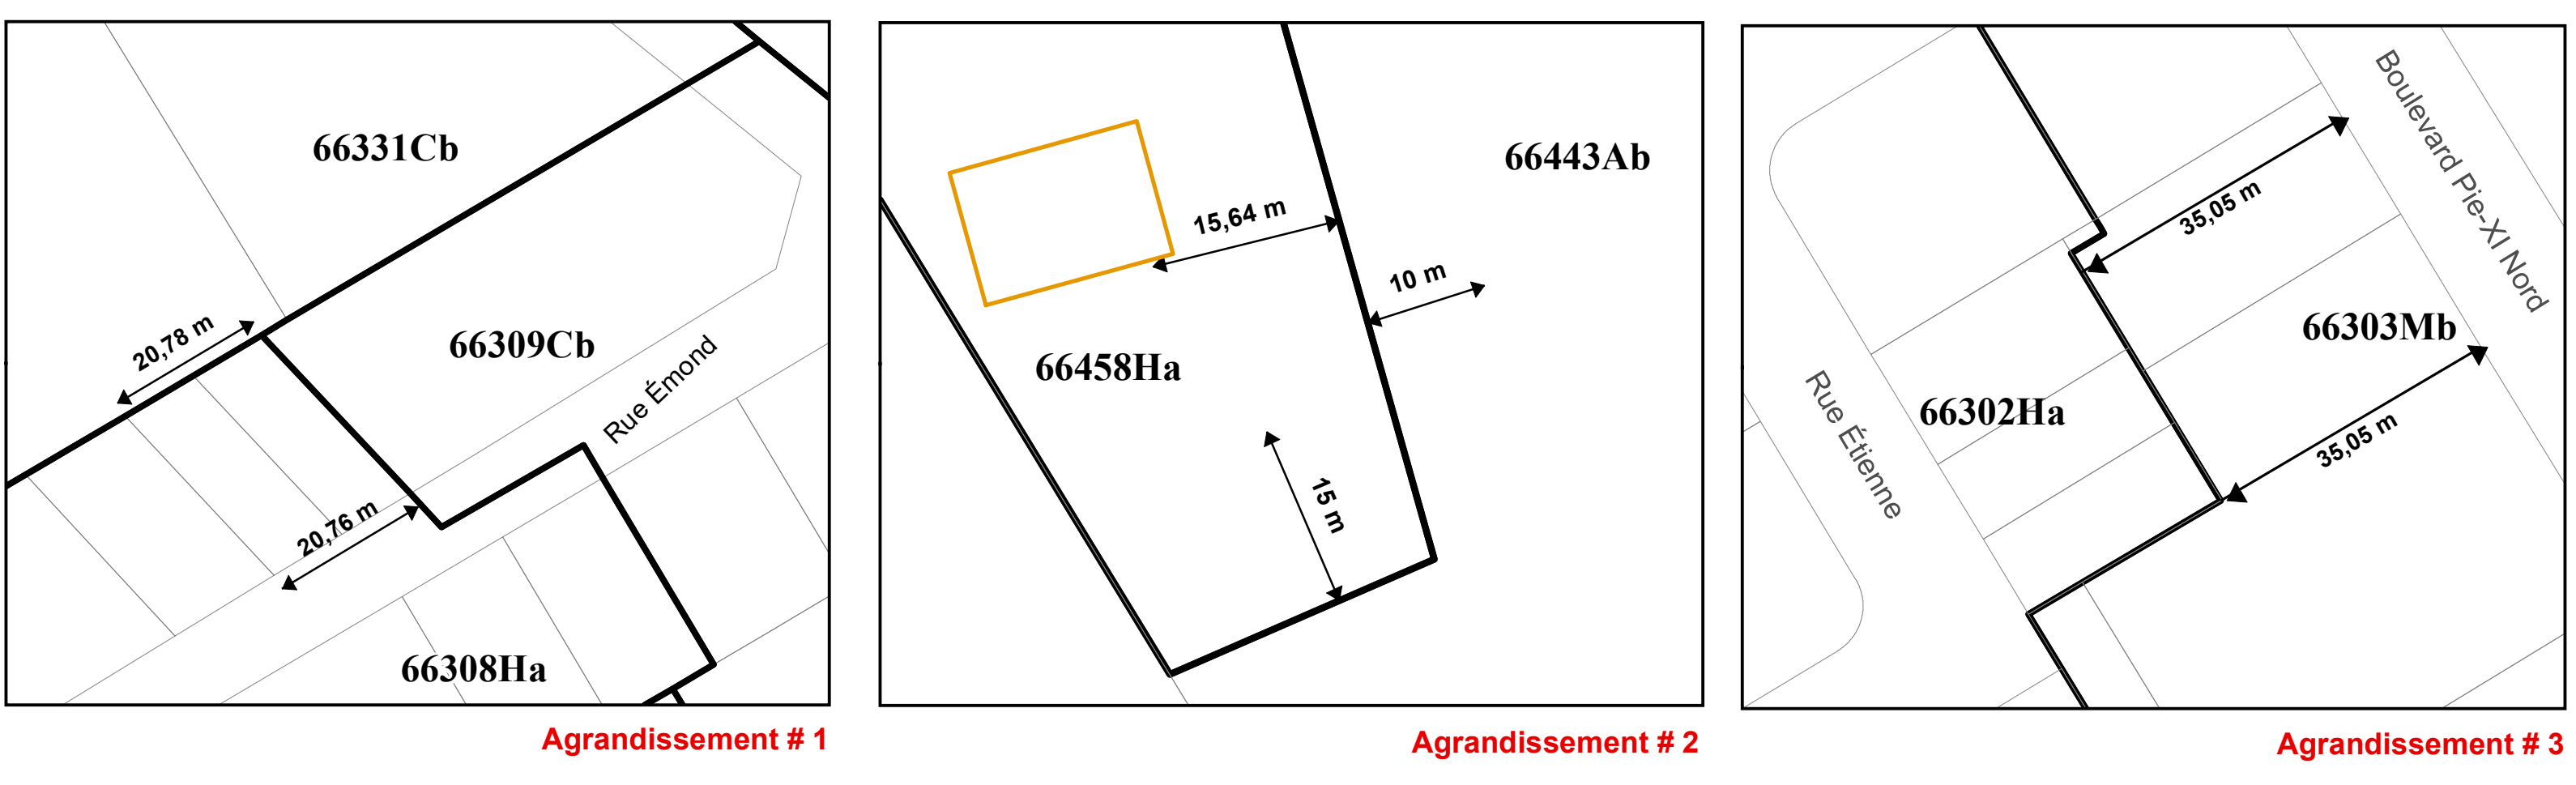 66331Cb
20,78 m
66309Cb
Rue Émond
20,76 m
66308Ha
Agrandissement # 1
66443Ab
15,64 m
10 m
66458Ha
15 m
Agrandissement # 2
Boulevard Pie-XI Nord
35,05 m
66303Mb
Rue Étienne
66302Ha
35,05 m
Agrandissement # 3